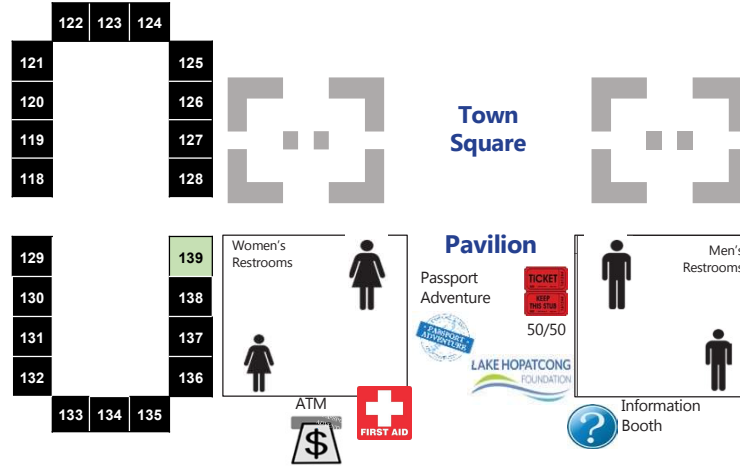 122 123 124
121
125
120
126
119
127
118
128
Town
Square
129
139
130
138
131
137
132
136
133 134 135
Women's
Restrooms
Pavilion
Passport
Adventure
PASSPORT
ADVENTURE
TICKET
KEEP
THIS STUB
50/50
LAKE HOPATCONG
FOUNDATION
Men's
Restrooms
ATM
$
FIRST AID
?
Information
Booth